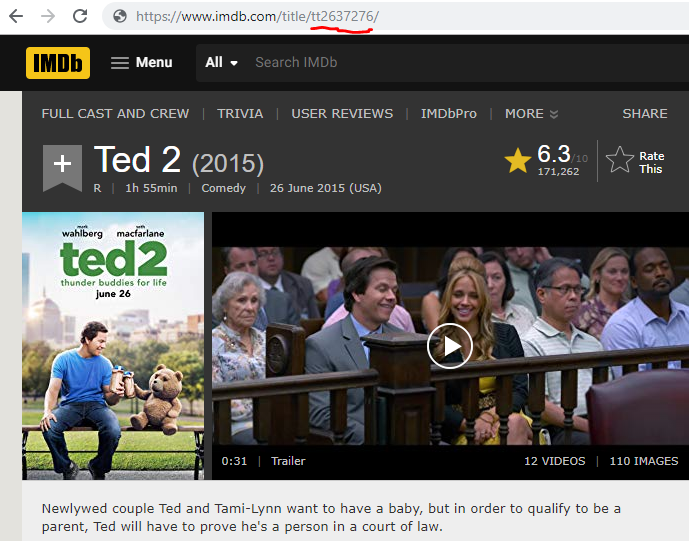 https://www.imdb.com/title/tt2637276/
IMDb Menu All Search IMDb
FULL CAST AND CREW | TRIVIA | USER REVIEWS | IMDbPro | MORE SHARE
+ Ted 2 (2015)
R | 1h 55min | Comedy | 26 June 2015 (USA)
6.3/10
171,262
Rate
This
mark wahlberg seth macfarlane
ted2
thunder buddies for life
june 26
0:31 | Trailer 12 VIDEOS | 110 IMAGES
Newlywed couple Ted and Tami-Lynn want to have a baby, but in order to qualify to be a
parent, Ted will have to prove he's a person in a court of law.